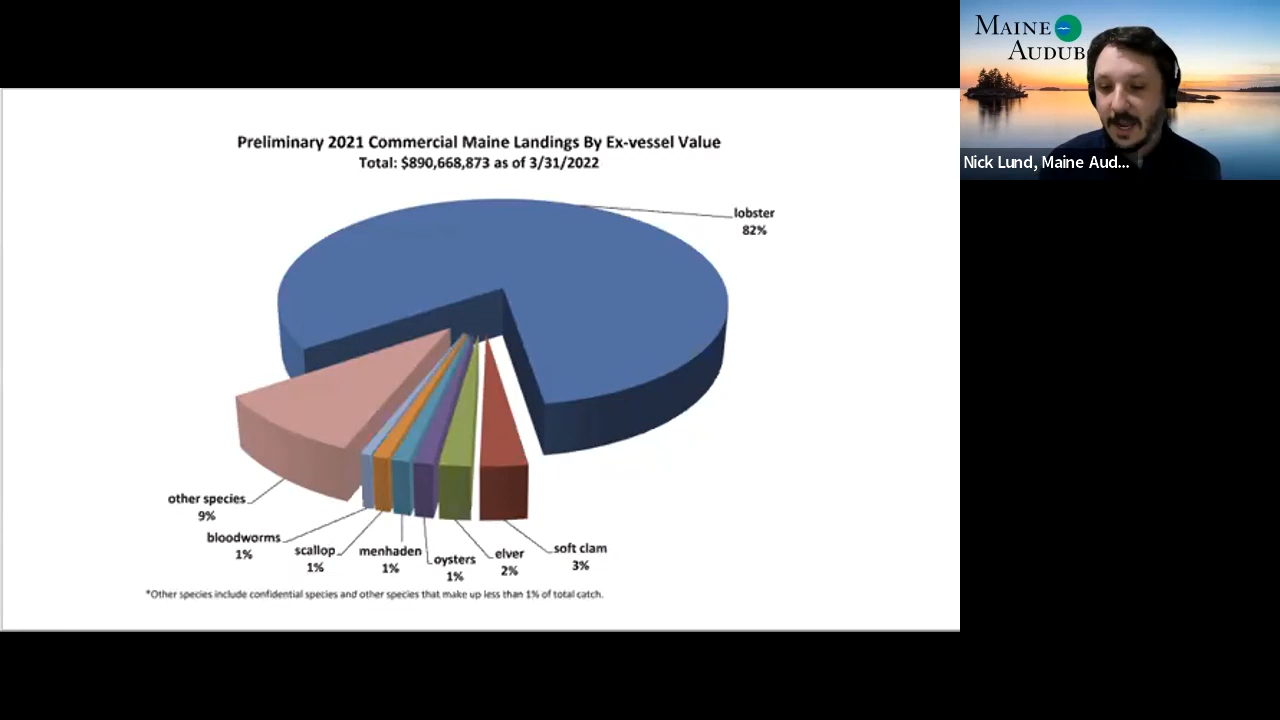 Preliminary 2021 Commercial Maine Landings By Ex-vessel Value
Total: $890,668,873 as of 3/31/2022
lobster
82%
other species
9%
bloodworms
1%
scallop
1%
menhaden
1%
oysters
1%
elver
2%
soft clam
3%
*Other species include confidential species and other species that make up less than 1% of total catch.
MAINE
AUDUB
Nick Lund, Maine Aud...